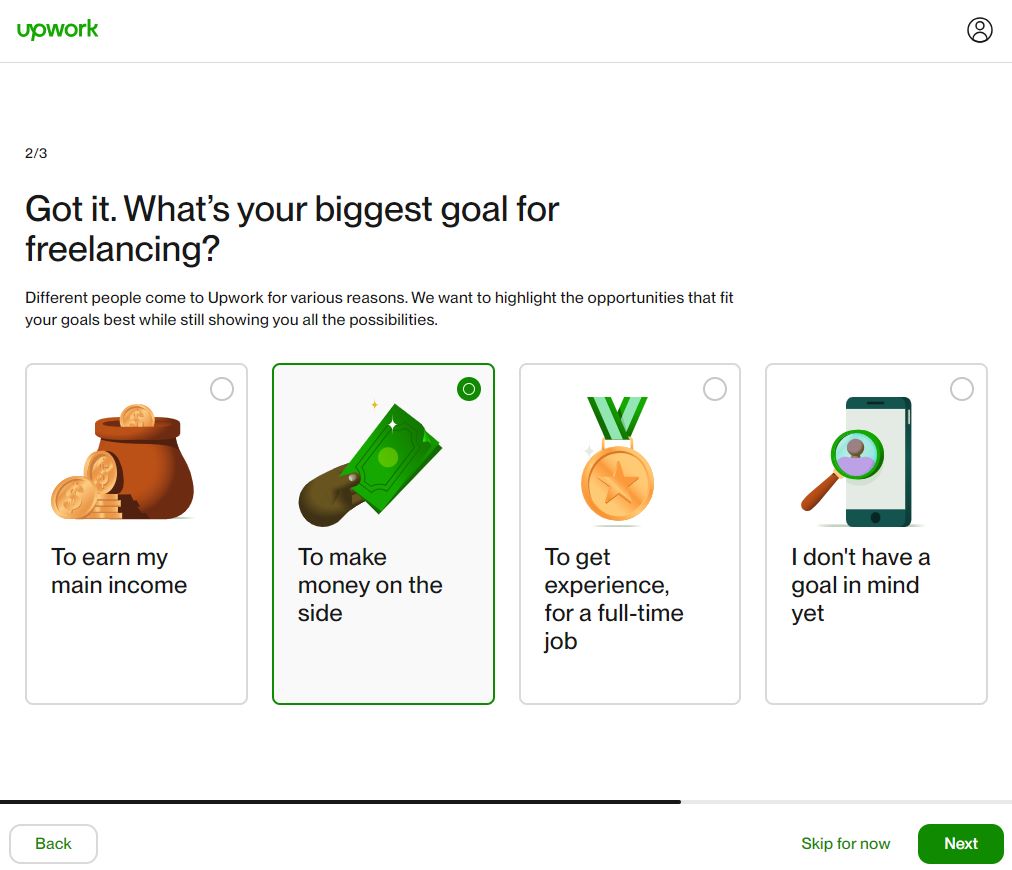 upwork
2/3
Got it. What’s your biggest goal for
freelancing?
Different people come to Upwork for various reasons. We want to highlight the opportunities that fit
your goals best while still showing you all the possibilities.
To earn my
main income
To make
money on the
side
To get
experience,
for a full-time
job
I don't have a
goal in mind
yet
Back
Skip for now
Next